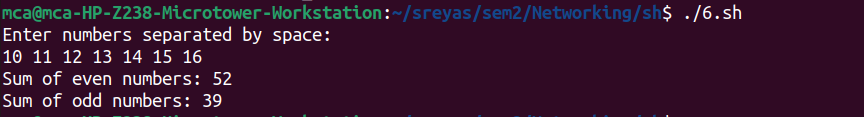 mca@mca-HP-Z238-Microtower-Workstation:~/sreyas/sem2/Networking/sh$ ./6.sh
Enter numbers separated by space:
10 11 12 13 14 15 16
Sum of even numbers: 52
Sum of odd numbers: 39